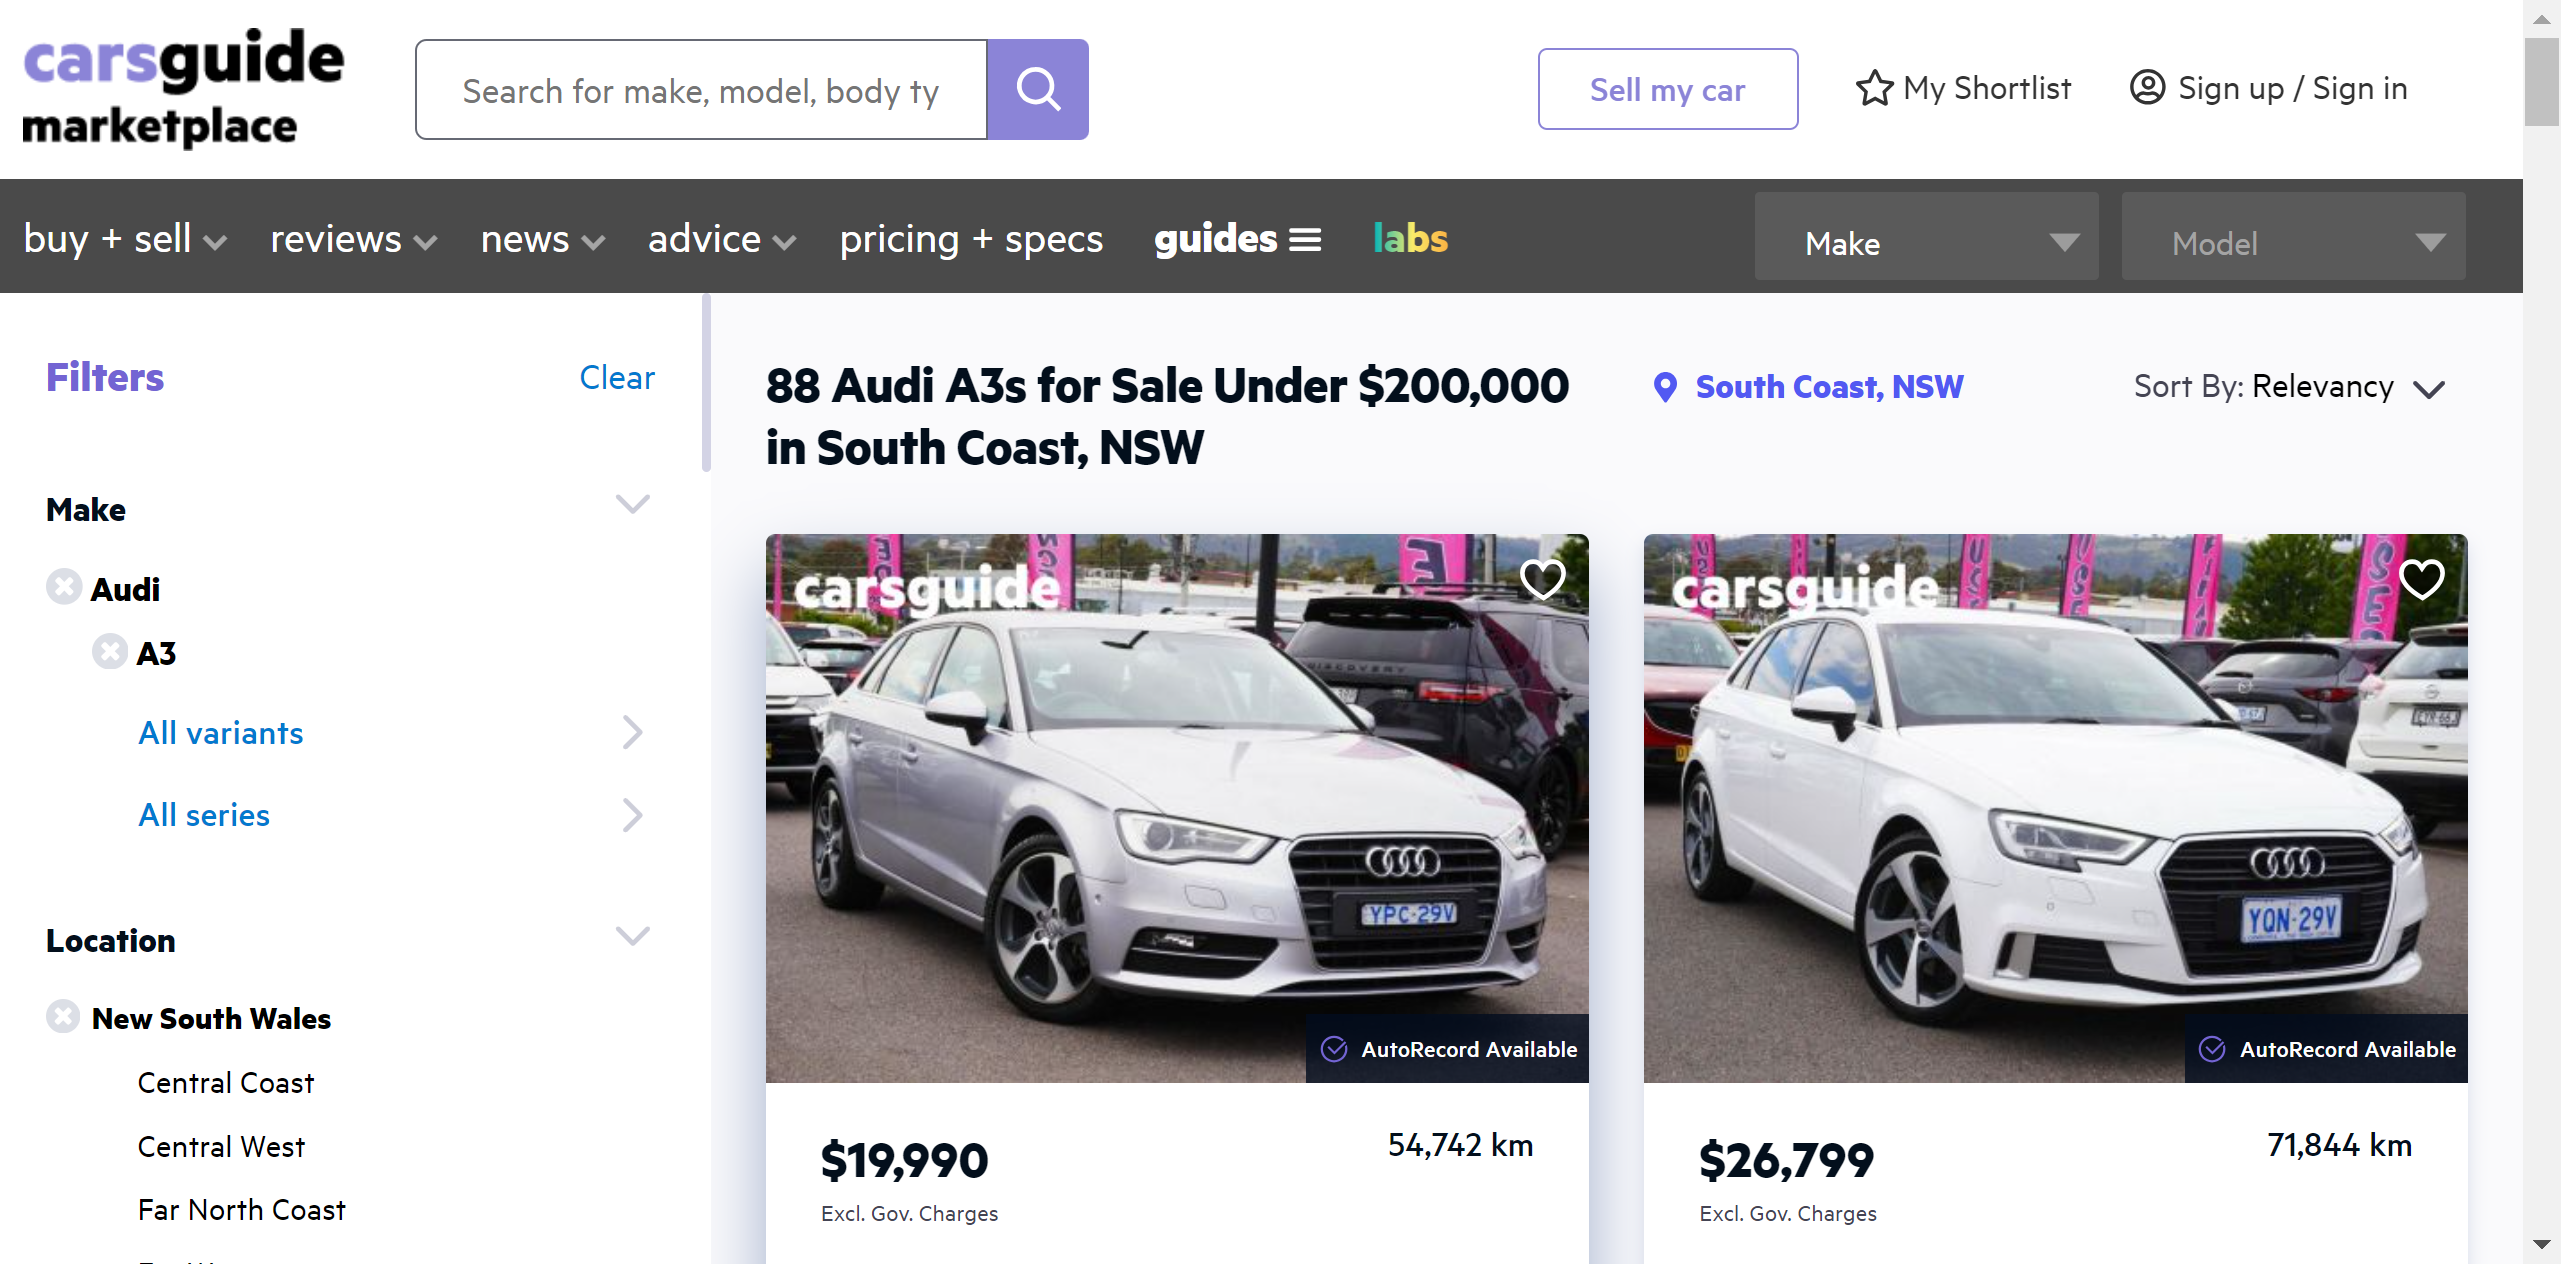 carsguide
marketplace
Search for make, model, body ty
Sell my car
My Shortlist
Sign up / Sign in
buy + sell
reviews
news
advice
pricing + specs
guides
labs
Make
Model
Filters
Clear
Make
Audi
A3
All variants
All series
Location
New South Wales
Central Coast
Central West
Far North Coast
88 Audi A3s for Sale Under $200,000
in South Coast, NSW
South Coast, NSW
Sort By: Relevancy
carsguide
DISCOVERY
YPC·29V
AutoRecord Available
$19,990
54,742 km
Excl. Gov. Charges
carsguide
YQN·29V
AutoRecord Available
$26,799
71,844 km
Excl. Gov. Charges